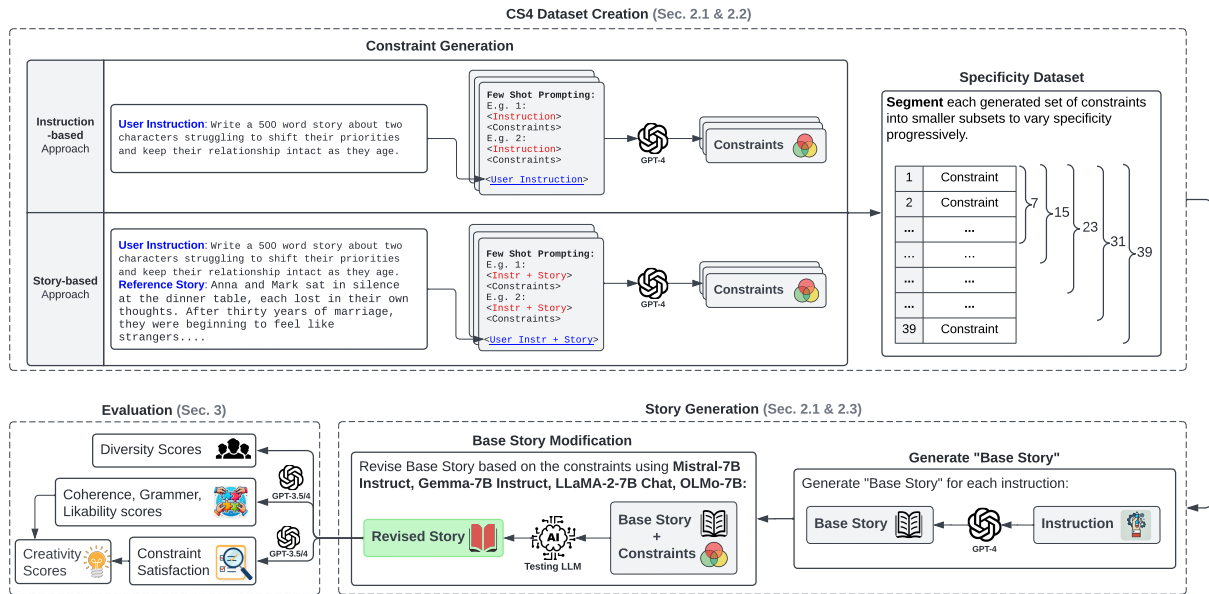 CS4 Dataset Creation (Sec. 2.1 & 2.2)
Constraint Generation
Instruction
-based
Approach
User Instruction: Write a 500 word story about two
characters struggling to shift their priorities
and keep their relationship intact as they age.
Few Shot Prompting:
E.g. 1:
<Instruction>
<Constraints>
E.g. 2:
<Instruction>
<Constraints>
<User Instruction>
GPT-4
Constraints
Story-based
Approach
User Instruction: Write a 500 word story about two
characters struggling to shift their priorities
and keep their relationship intact as they age.
Reference Story: Anna and Mark sat in silence
at the dinner table, each lost in their own
thoughts. After thirty years of marriage,
they were beginning to feel like
strangers....
Few Shot Prompting:
E.g. 1:
<Instr + Story>
<Constraints>
E.g. 2:
<Instr + Story>
<Constraints>
<User Instr + Story>
GPT-4
Constraints
Specificity Dataset
Segment each generated set of constraints
into smaller subsets to vary specificity
progressively.
1 Constraint
2 Constraint
... ...
... ...
... ...
... ...
39 Constraint
7
15
23
31
39
Evaluation (Sec. 3)
Diversity Scores
GPT-3.5/4
Coherence, Grammer,
Likability scores
GPT-3.5/4
Creativity
Scores
Constraint
Satisfaction
Story Generation (Sec. 2.1 & 2.3)
Base Story Modification
Revise Base Story based on the constraints using Mistral-7B
Instruct, Gemma-7B Instruct, LLaMA-2-7B Chat, OLMo-7B:
Revised Story
AI
Testing LLM
Base Story
+
Constraints
Generate "Base Story"
Generate "Base Story" for each instruction:
Base Story
GPT-4
Instruction